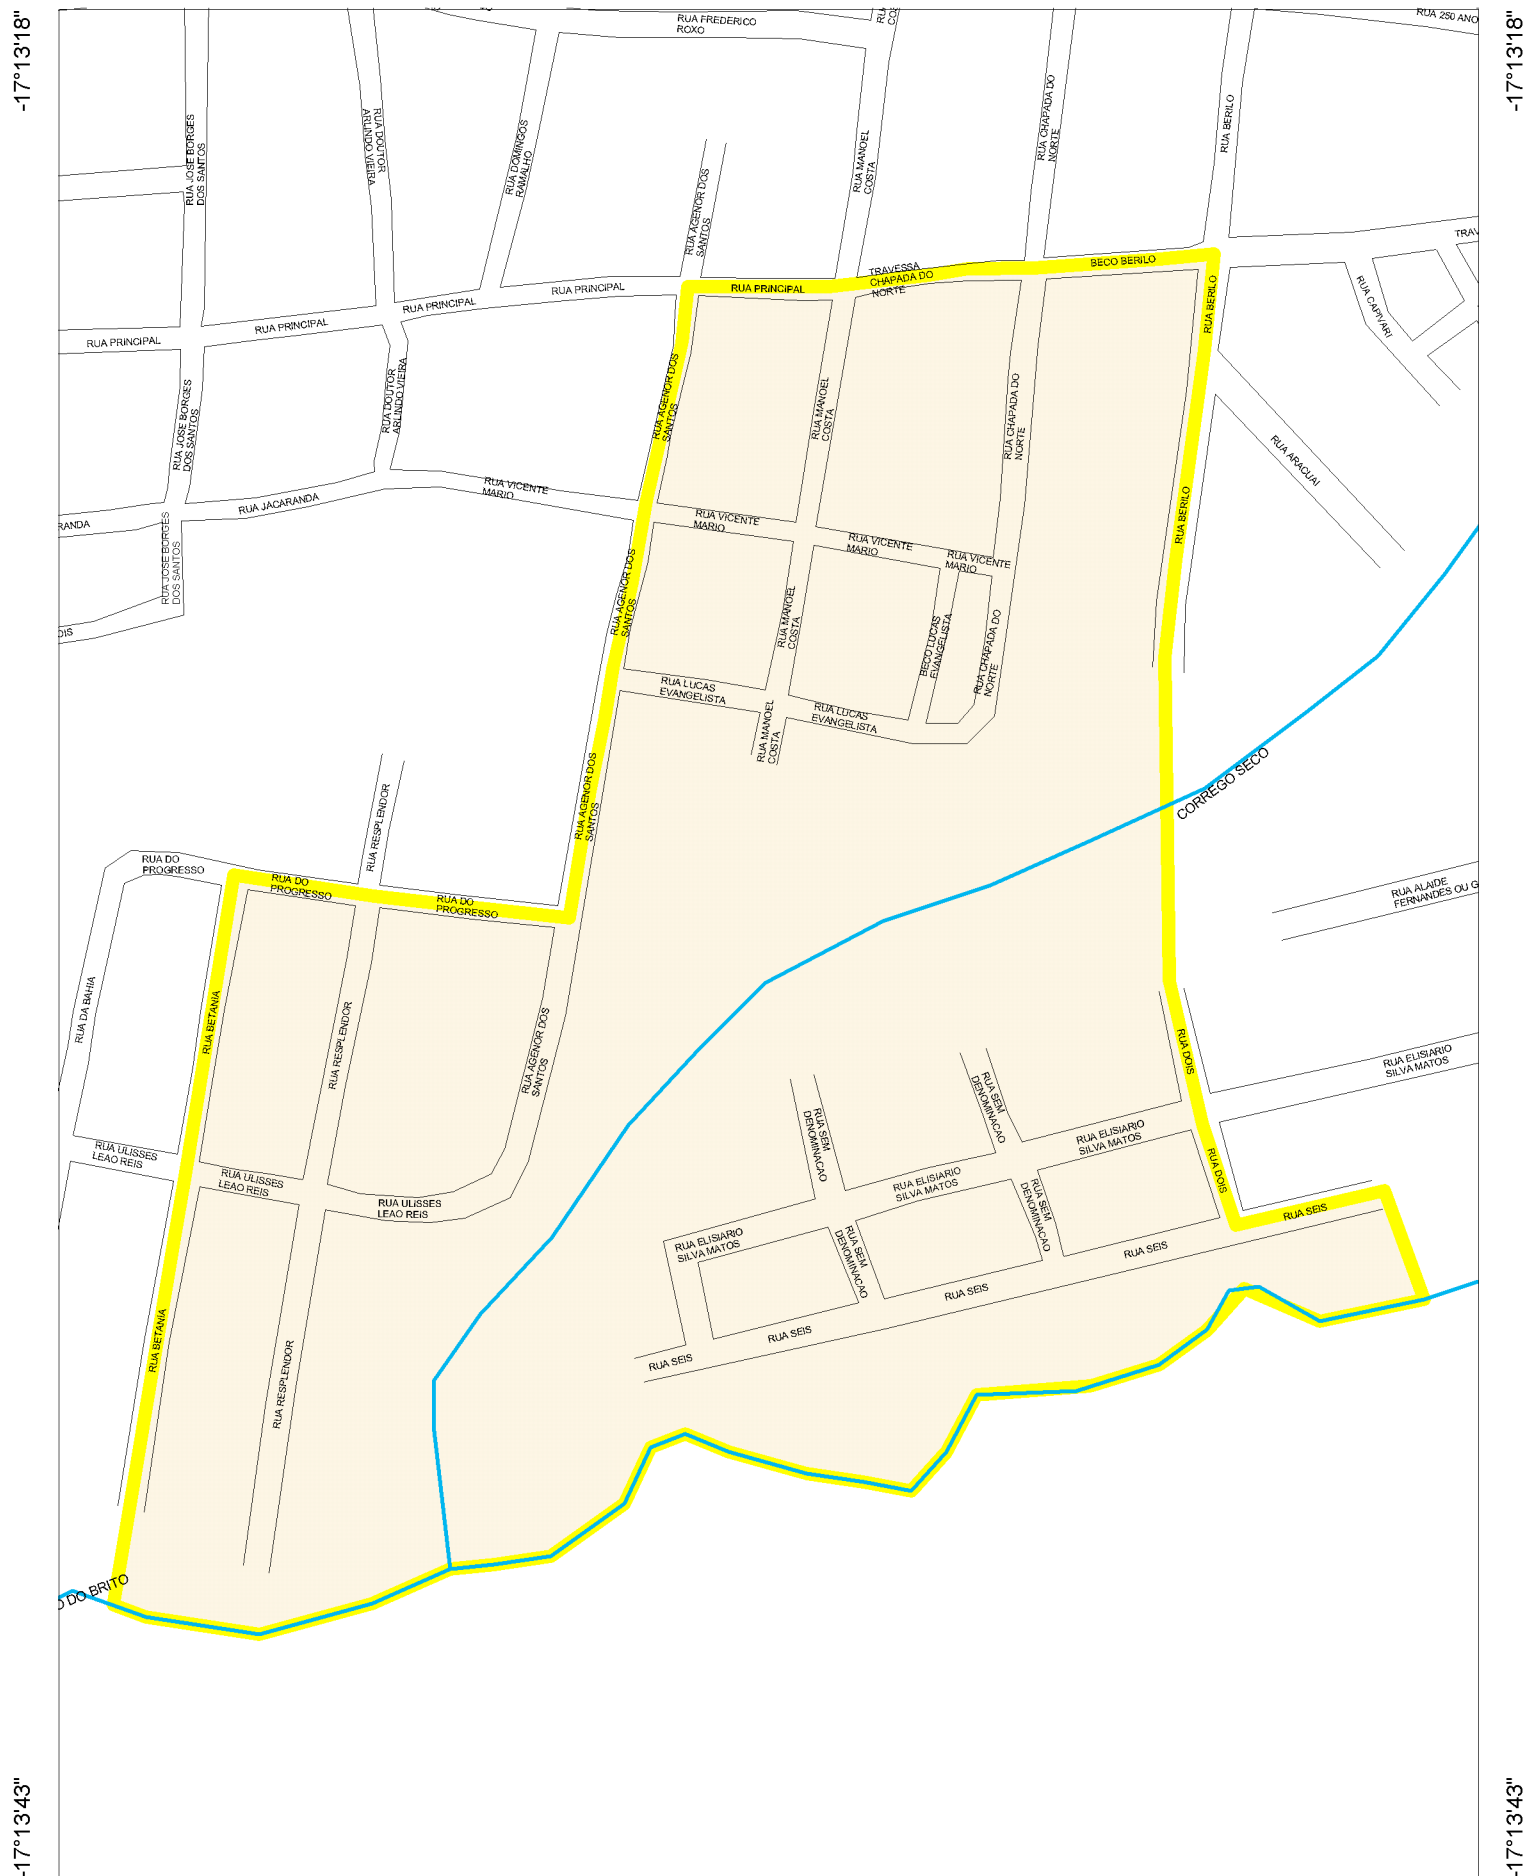 -17°13'18"
-17°13'18"
RUA FREDERICO
ROXO
RUA 250 ANO
RUA JOSE BORGES
DOS SANTOS
RUA DOUTOR
ARLINDO VIEIRA
RUA DOMINGOS
RAMALHO
RUA AGENOR DOS
SANTOS
RUA MANOEL
COSTA
RUA CHAPADA DO
NORTE
RUA BERILO
TRAV
RUA PRINCIPAL
RUA PRINCIPAL
RUA PRINCIPAL
RUA PRINCIPAL
RUA PRINCIPAL
TRAVESSA
CHAPADA DO
NORTE
BECO BERILO
RUA BERILO
RUA CAPIVARI
RUA JOSE BORGES
DOS SANTOS
RUA DOUTOR
ARLINDO VIEIRA
RUA AGENOR DOS
SANTOS
RUA MANOEL
COSTA
RUA CHAPADA DO
NORTE
RUA ARACUAI
RANDA
RUA JACARANDA
RUA VICENTE
MARIO
RUA VICENTE
MARIO
RUA VICENTE
MARIO
RUA VICENTE
MARIO
RUA BERILO
RUA JOSE BORGES
DOS SANTOS
OIS
RUA AGENOR DOS
SANTOS
RUA MANOEL
COSTA
BECO LUCAS
EVANGELISTA
RUA CHAPADA DO
NORTE
RUA LUCAS
EVANGELISTA
RUA LUCAS
EVANGELISTA
RUA MANOEL
COSTA
CORREGO SECO
RUA RESPLENDOR
RUA AGENOR DOS
SANTOS
RUA DO
PROGRESSO
RUA DO
PROGRESSO
RUA DO
PROGRESSO
RUA ALAIDE
FERNANDES OU G
RUA DA BAHIA
RUA BETANIA
RUA RESPLENDOR
RUA AGENOR DOS
SANTOS
RUA DOIS
RUA ELISIARIO
SILVA MATOS
RUA SEM
DENOMINACAO
RUA SEM
DENOMINACAO
RUA ELISIARIO
SILVA MATOS
RUA ULISSES
LEAO REIS
RUA ULISSES
LEAO REIS
RUA ULISSES
LEAO REIS
RUA ELISIARIO
SILVA MATOS
RUA DOIS
RUA SEM
DENOMINACAO
RUA SEIS
RUA ELISIARIO
SILVA MATOS
RUA SEM
DENOMINACAO
RUA SEIS
RUA SEIS
RUA SEIS
RUA SEIS
RUA BETANIA
RUA RESPLENDOR
O DO BRITO
-17°13'43"
-17°13'43"